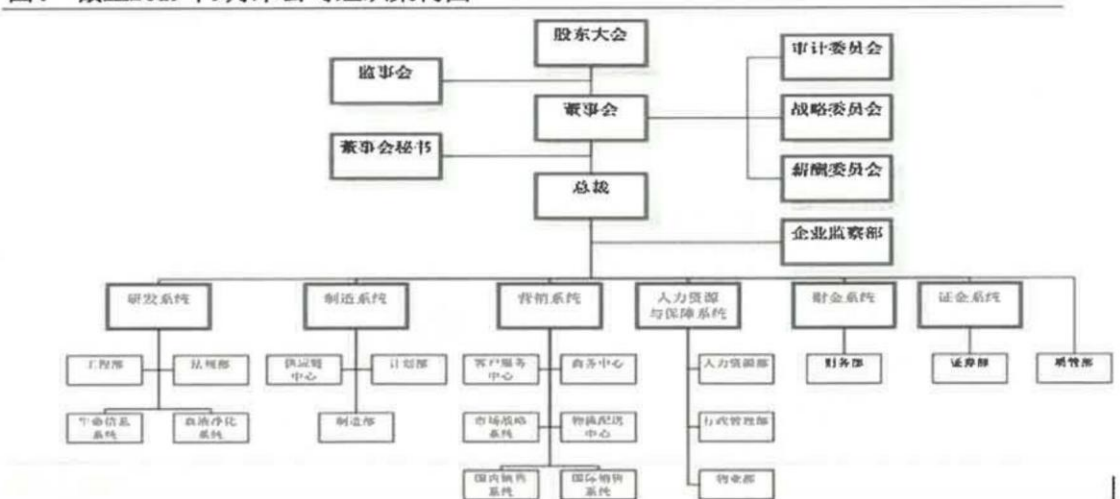 股东大会
监事会
审计委员会
董事会
战略委员会
董事会秘书
薪酬委员会
总裁
企业监察部
研发系统
制造系统
营销系统
人力资源
与保障系统
财金系统
证金系统
工程部
法规部
供应链
中心
计划部
客户服务
中心
商务中心
人力资源部
财务部
证券部
质管部
生命信息
系统
血液净化
系统
制造部
市场战略
系统
物流配送
中心
行政管理部
国内销售
系统
国际销售
系统
物业部